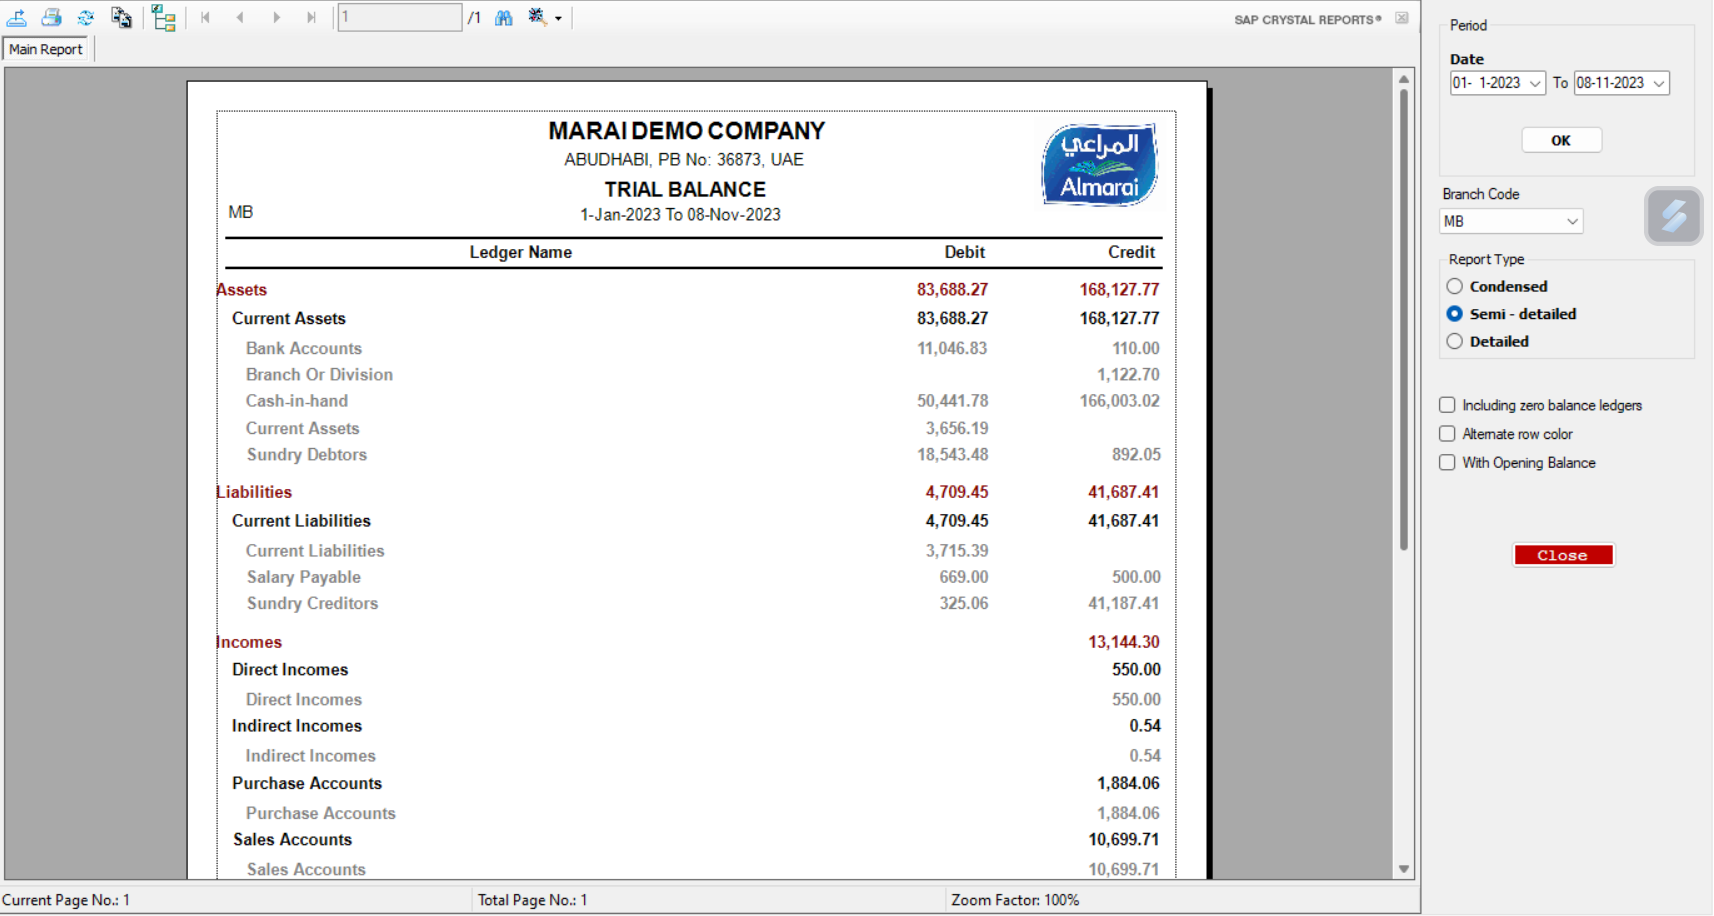 1 /1
SAP CRYSTAL REPORTS®
Main Report
MARAI DEMO COMPANY
ABUDHABI, PB No: 36873, UAE
TRIAL BALANCE
MB
1-Jan-2023 To 08-Nov-2023
المراعي
Almarai
Ledger Name Debit Credit
Assets 83,688.27 168,127.77
Current Assets 83,688.27 168,127.77
Bank Accounts 11,046.83 110.00
Branch Or Division 1,122.70
Cash-in-hand 50,441.78 166,003.02
Current Assets 3,656.19
Sundry Debtors 18,543.48 892.05
Liabilities 4,709.45 41,687.41
Current Liabilities 4,709.45 41,687.41
Current Liabilities 3,715.39
Salary Payable 669.00 500.00
Sundry Creditors 325.06 41,187.41
Incomes 13,144.30
Direct Incomes 550.00
Direct Incomes 550.00
Indirect Incomes 0.54
Indirect Incomes 0.54
Purchase Accounts 1,884.06
Purchase Accounts 1,884.06
Sales Accounts 10,699.71
Sales Accounts 10,699.71
Current Page No.: 1 Total Page No.: 1 Zoom Factor: 100%
Period
Date
01- 1-2023 To 08-11-2023
OK
Branch Code
MB
Report Type
Condensed
Semi - detailed
Detailed
Including zero balance ledgers
Alternate row color
With Opening Balance
Close